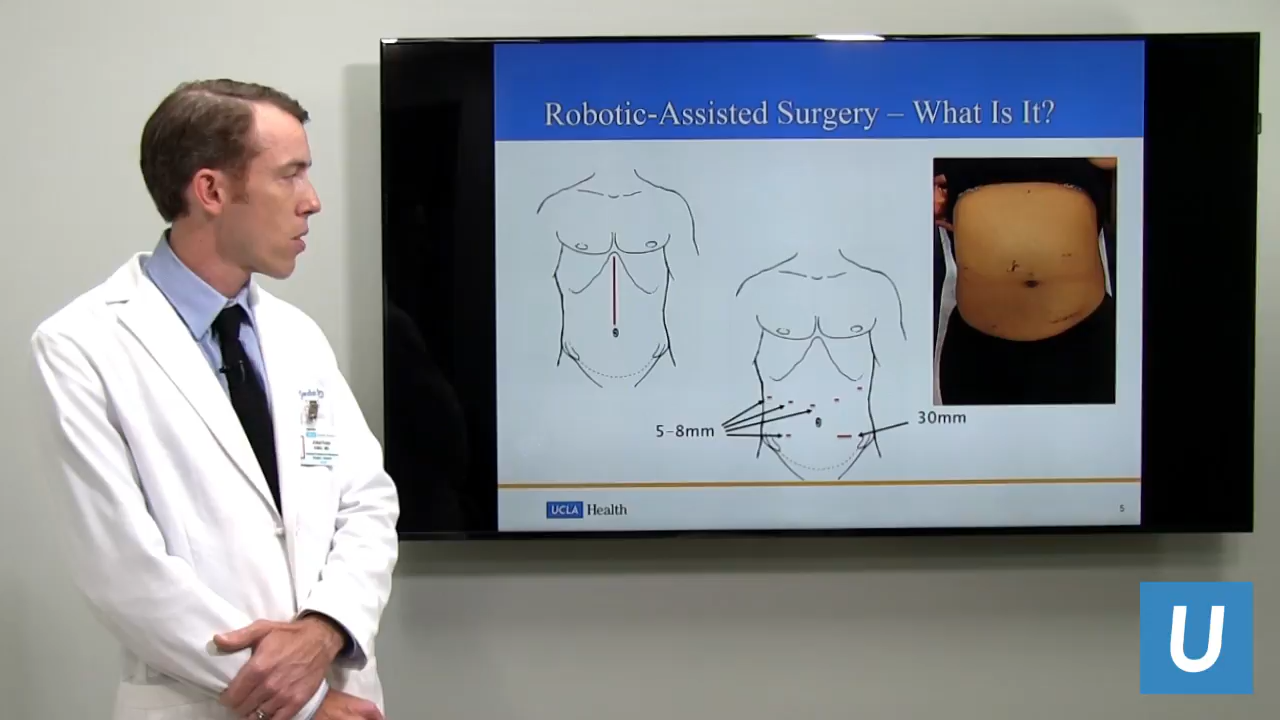 Robotic-Assisted Surgery – What Is It?
5-8mm
30mm
UCLA Health
5
U